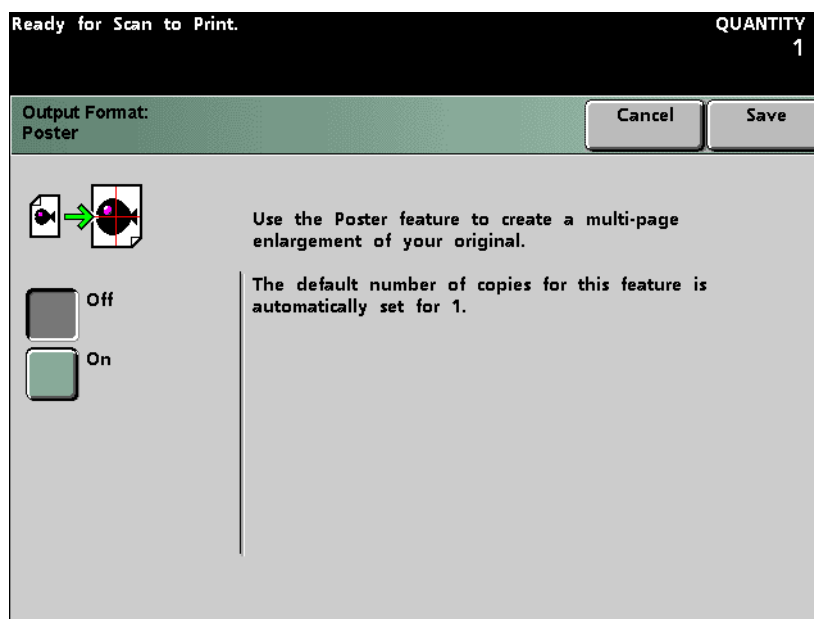 Ready for Scan to Print.
QUANTITY
1
Output Format:
Poster
Cancel
Save
Use the Poster feature to create a multi-page
enlargement of your original.
Off
The default number of copies for this feature is
automatically set for 1.
On